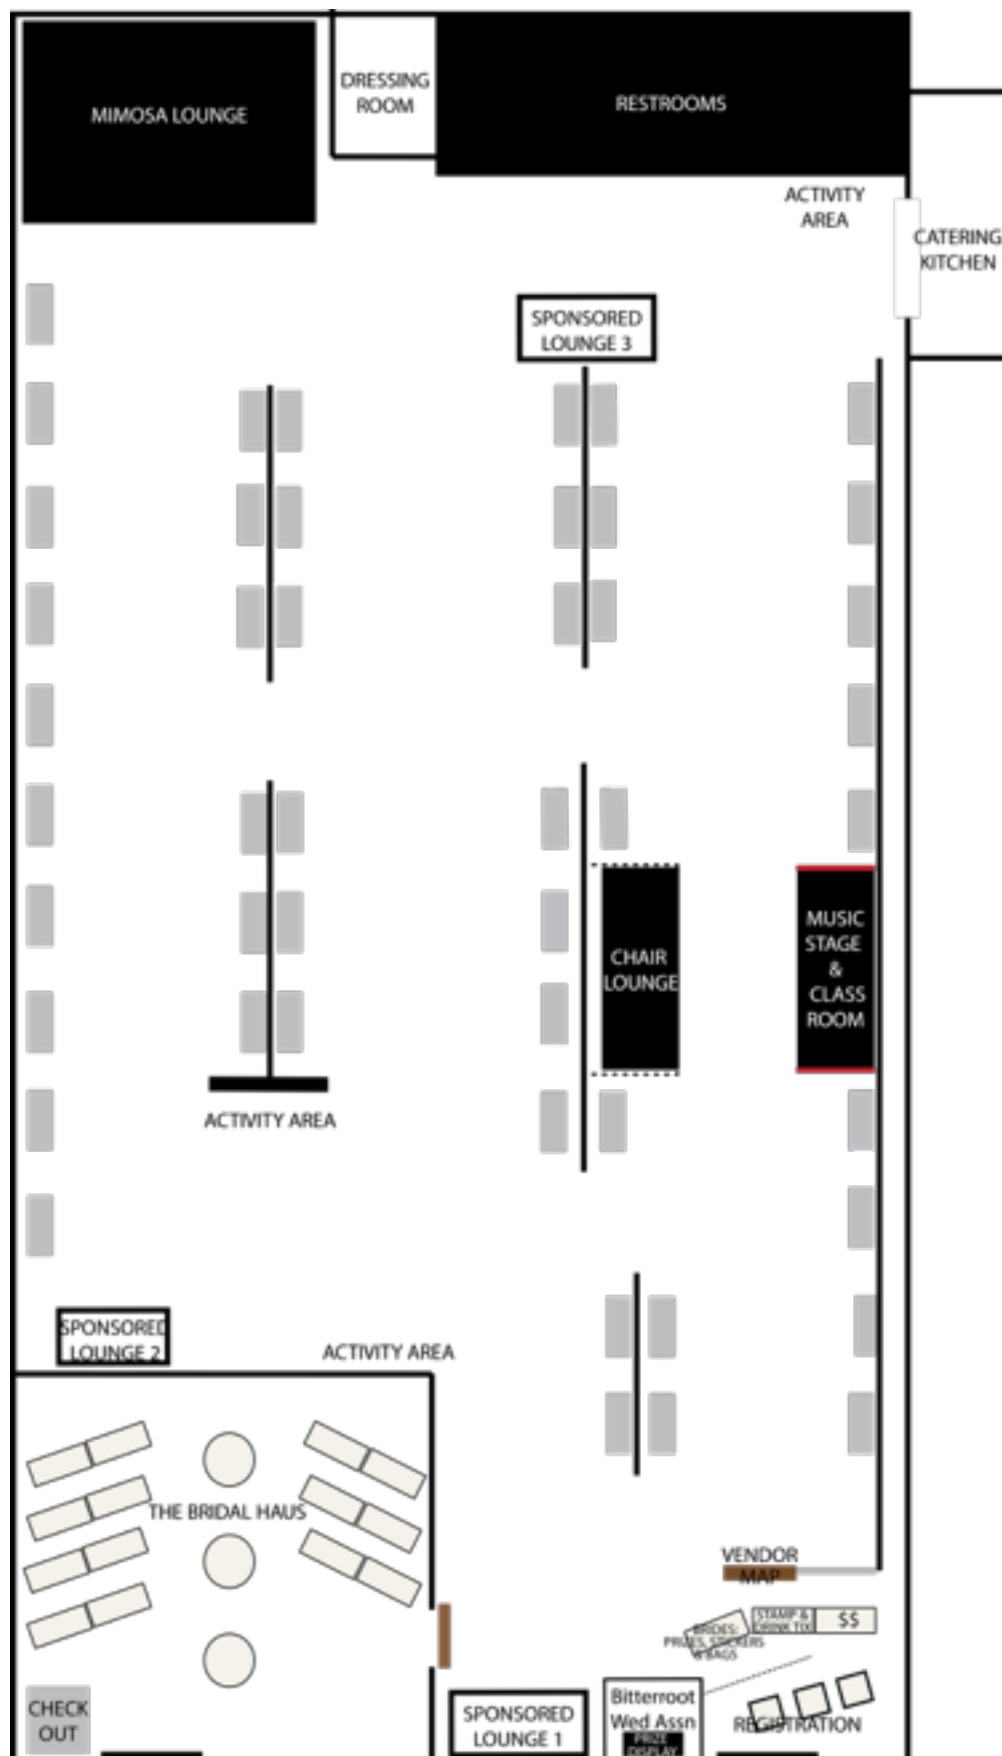 DRESSING
ROOM
MIMOSA LOUNGE
RESTROOMS
ACTIVITY
AREA
CATERING
KITCHEN
SPONSORED
LOUNGE 3
MUSIC
STAGE
&
CLASS
ROOM
CHAIR
LOUNGE
ACTIVITY AREA
SPONSORED
LOUNGE 2
ACTIVITY AREA
THE BRIDAL HAUS
VENDOR
MAP
STAMP &
DRINK TIX
$$
BRIDES:
PRIZES, STICKERS
& BAGS
CHECK
OUT
SPONSORED
LOUNGE 1
Bitterroot
Wed Assn
PRIZE
DISPLAY
REGISTRATION